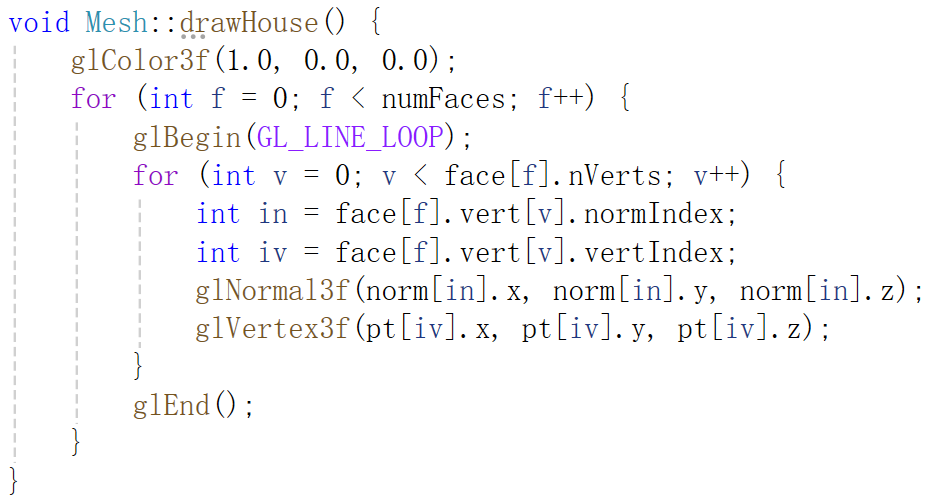 void Mesh::drawHouse() {
    glColor3f(1.0, 0.0, 0.0);
    for (int f = 0; f < numFaces; f++) {
        glBegin(GL_LINE_LOOP);
        for (int v = 0; v < face[f].nVerts; v++) {
            int in = face[f].vert[v].normIndex;
            int iv = face[f].vert[v].vertIndex;
            glNormal3f(norm[in].x, norm[in].y, norm[in].z);
            glVertex3f(pt[iv].x, pt[iv].y, pt[iv].z);
        }
        glEnd();
    }
}